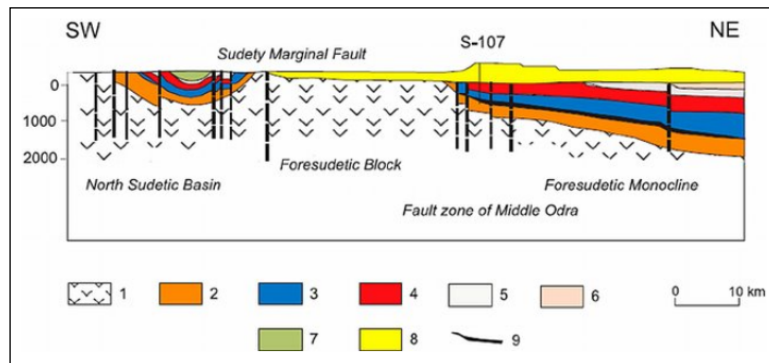 SW
NE
S-107
Sudety Marginal Fault
0
1000
2000
Foresudetic Block
North Sudetic Basin
Foresudetic Monocline
Fault zone of Middle Odra
1
2
3
4
5
6
0
10 km
7
8
9